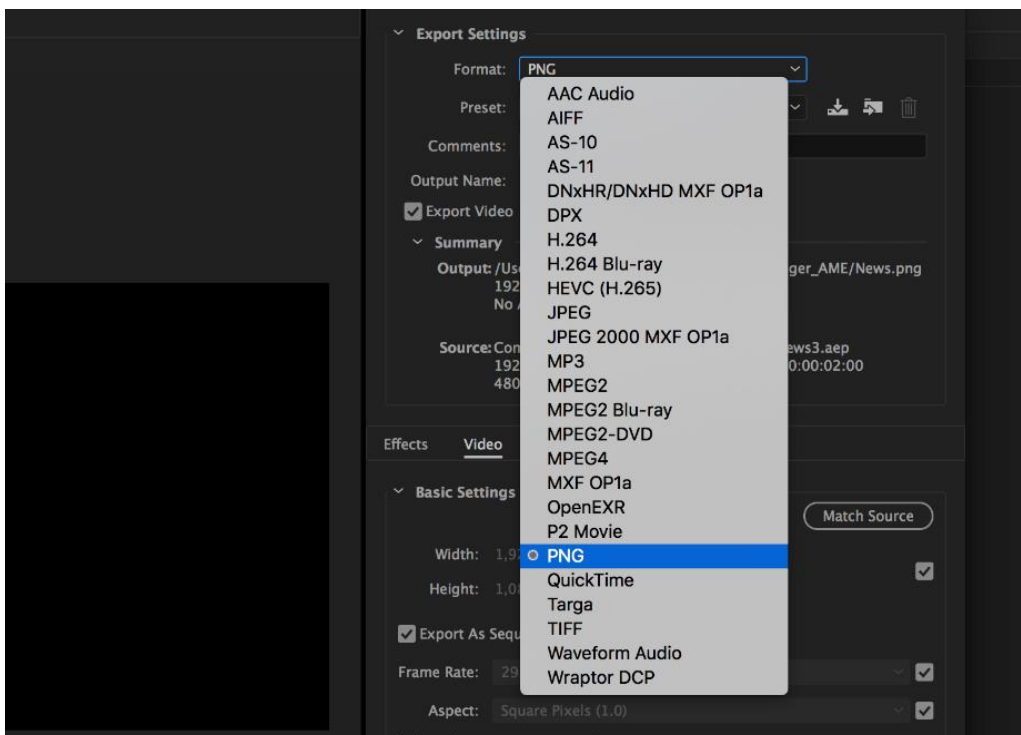 Export Settings
Format: PNG
Preset:
Comments:
Output Name:
Export Video
Summary
Output: /Us ger_AME/News.png
192
No
Source: Con ews3.aep
192 0:00:02:00
480
AAC Audio
AIFF
AS-10
AS-11
DNxHR/DNxHD MXF OP1a
DPX
H.264
H.264 Blu-ray
HEVC (H.265)
JPEG
JPEG 2000 MXF OP1a
MP3
MPEG2
MPEG2 Blu-ray
MPEG2-DVD
MPEG4
MXF OP1a
OpenEXR
P2 Movie
PNG
QuickTime
Targa
TIFF
Waveform Audio
Wraptor DCP
Effects Video
Basic Settings
Match Source
Width: 1,9
Height: 1,0
Export As Sequ
Frame Rate: 29
Aspect: Square Pixels (1.0)